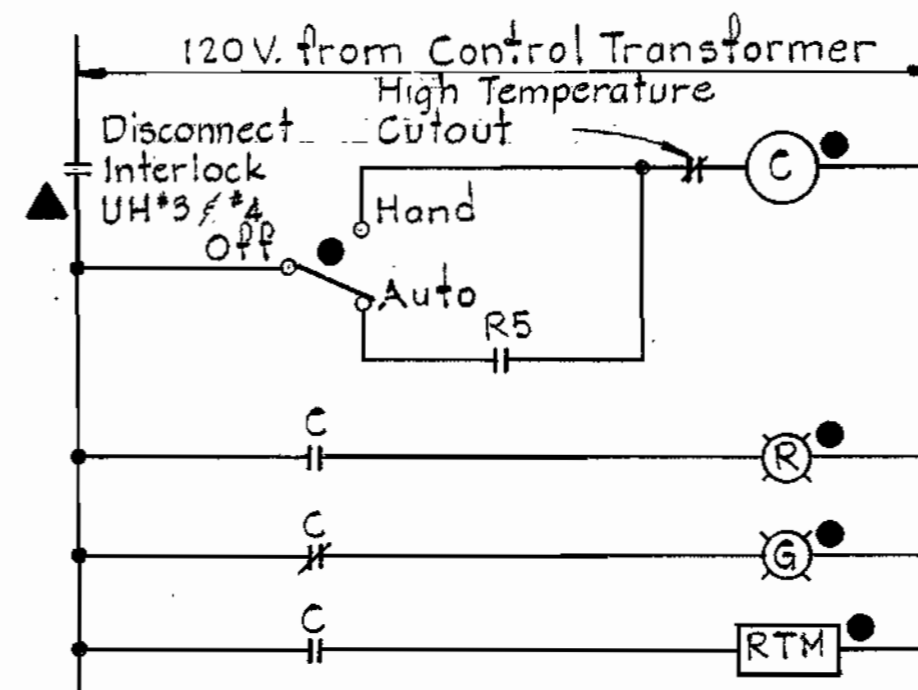 120V. from Control Transformer
High Temperature
Cutout
Disconnect
Interlock
UH#3 & #4
C
Hand
Off
Auto
R5
C
R
C
G
C
RTM